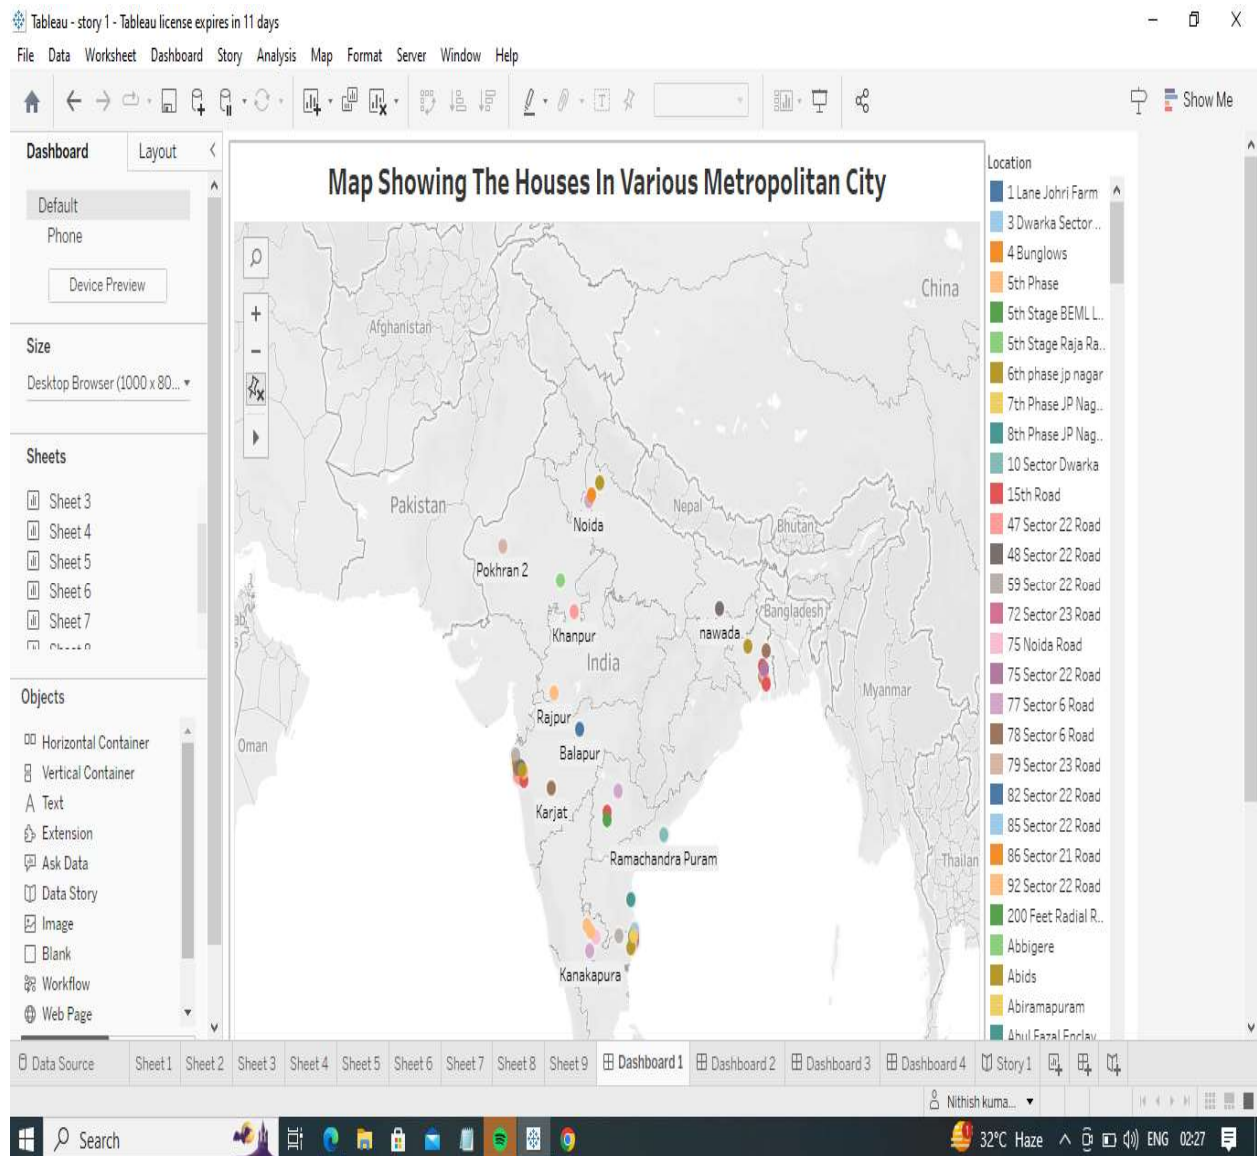 Tableau - story 1 - Tableau license expires in 11 days
File Data Worksheet Dashboard Story Analysis Map Format Server Window Help
Show Me
Dashboard Layout
Default
Phone
Device Preview
Size
Desktop Browser (1000 x 80...
Sheets
Sheet 3
Sheet 4
Sheet 5
Sheet 6
Sheet 7
Objects
Horizontal Container
Vertical Container
Text
Extension
Ask Data
Data Story
Image
Blank
Workflow
Web Page
Map Showing The Houses In Various Metropolitan City
China
Afghanistan
Pakistan
Nepal
Bhutan
Noida
Pokhran 2
Bangladesh
Khanpur
nawada
India
Myanmar
Rajpur
Oman
Balapur
Karjat
Ramachandra Puram
Thailan
Kanakapura
Location
1 Lane Johri Farm
3 Dwarka Sector ..
4 Bunglows
5th Phase
5th Stage BEML L..
5th Stage Raja Ra..
6th phase jp nagar
7th Phase JP Nag..
8th Phase JP Nag..
10 Sector Dwarka
15th Road
47 Sector 22 Road
48 Sector 22 Road
59 Sector 22 Road
72 Sector 23 Road
75 Noida Road
75 Sector 22 Road
77 Sector 6 Road
78 Sector 6 Road
79 Sector 23 Road
82 Sector 22 Road
85 Sector 22 Road
86 Sector 21 Road
92 Sector 22 Road
200 Feet Radial R..
Abbigere
Abids
Abiramapuram
Abul Fazal Enclav
Data Source Sheet 1 Sheet 2 Sheet 3 Sheet 4 Sheet 5 Sheet 6 Sheet 7 Sheet 8 Sheet 9 Dashboard 1 Dashboard 2 Dashboard 3 Dashboard 4 Story 1
Nithish kuma...
Search
32°C Haze ENG 02:27